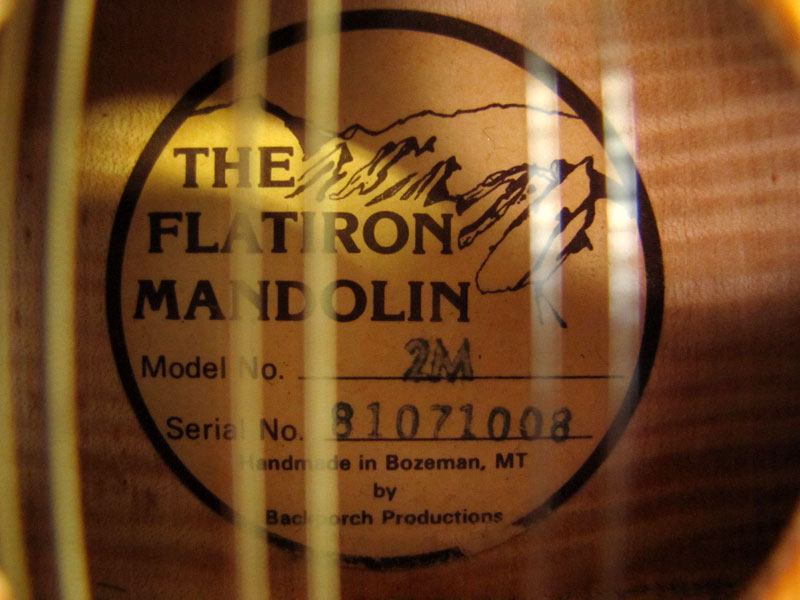 THE
FLATIRON
MANDOLIN
Model No. 2M
Serial No. 81071008
Handmade in Bozeman, MT
by
Backporch Productions